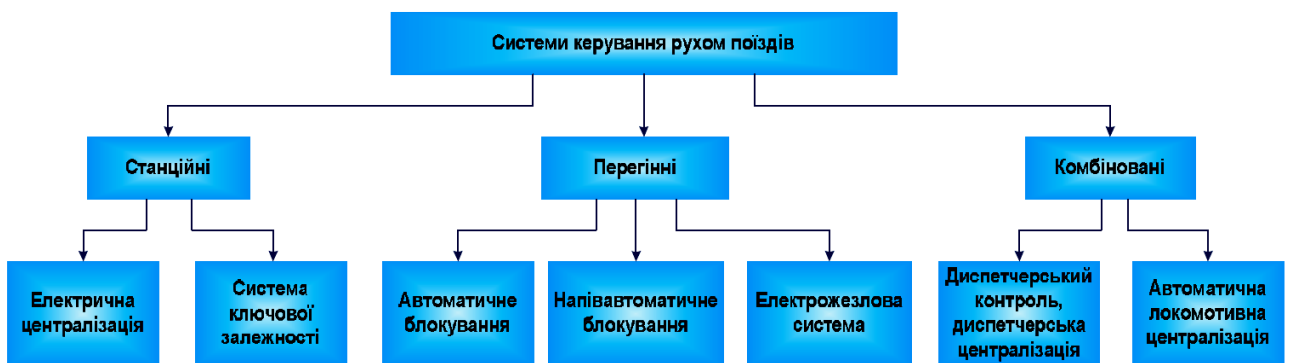 Системи керування рухом поїздів
Станційні
Перегінні
Комбіновані
Електрична
централізація
Система
ключової
залежності
Автоматичне
блокування
Напівавтоматичне
блокування
Електрожезлова
система
Диспетчерський
контроль,
диспетчерська
централізація
Автоматична
локомотивна
централізація